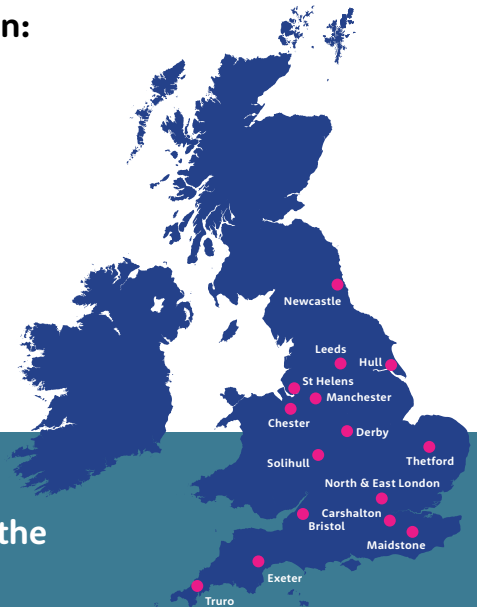 n:
Newcastle
Leeds
Hull
St Helens
Manchester
Chester
Derby
Solihull
Thetford
North & East London
Carshalton
Bristol
Maidstone
the
Exeter
Truro